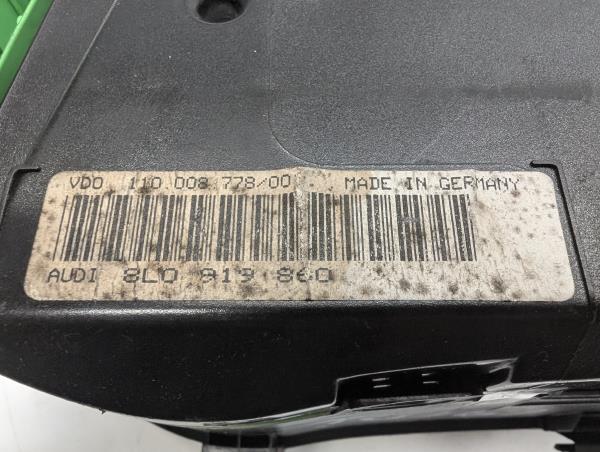 VDO 110.008.778/00 MADE IN GERMANY
AUDI 8L0 919 860